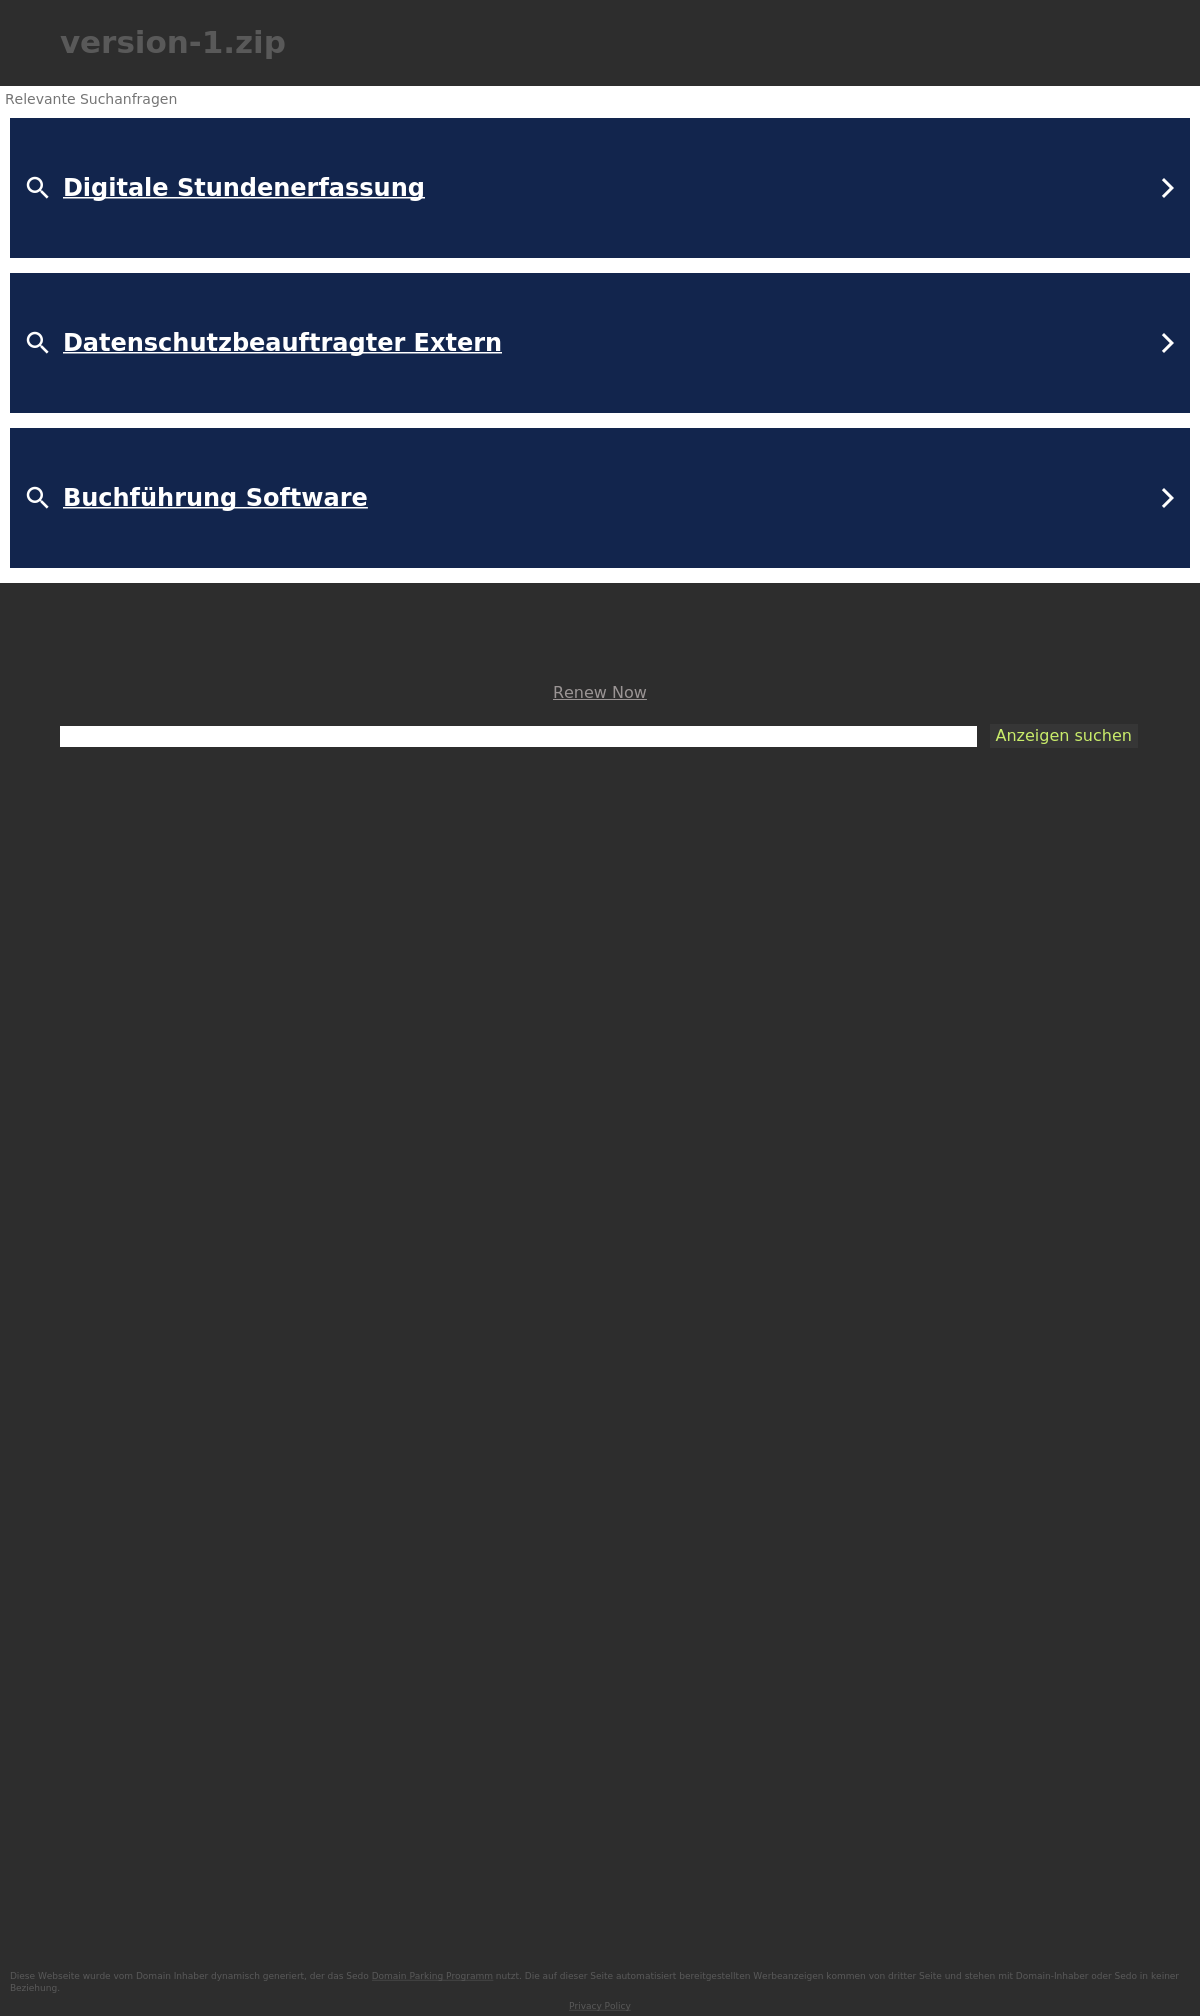 version-1.zip
Relevante Suchanfragen
Digitale Stundenerfassung
Datenschutzbeauftragter Extern
Buchführung Software
Renew Now
Anzeigen suchen
Diese Webseite wurde vom Domain Inhaber dynamisch generiert, der das Sedo Domain Parking Programm nutzt. Die auf dieser Seite automatisiert bereitgestellten Werbeanzeigen kommen von dritter Seite und stehen mit Domain-Inhaber oder Sedo in keiner
Beziehung.
Privacy Policy